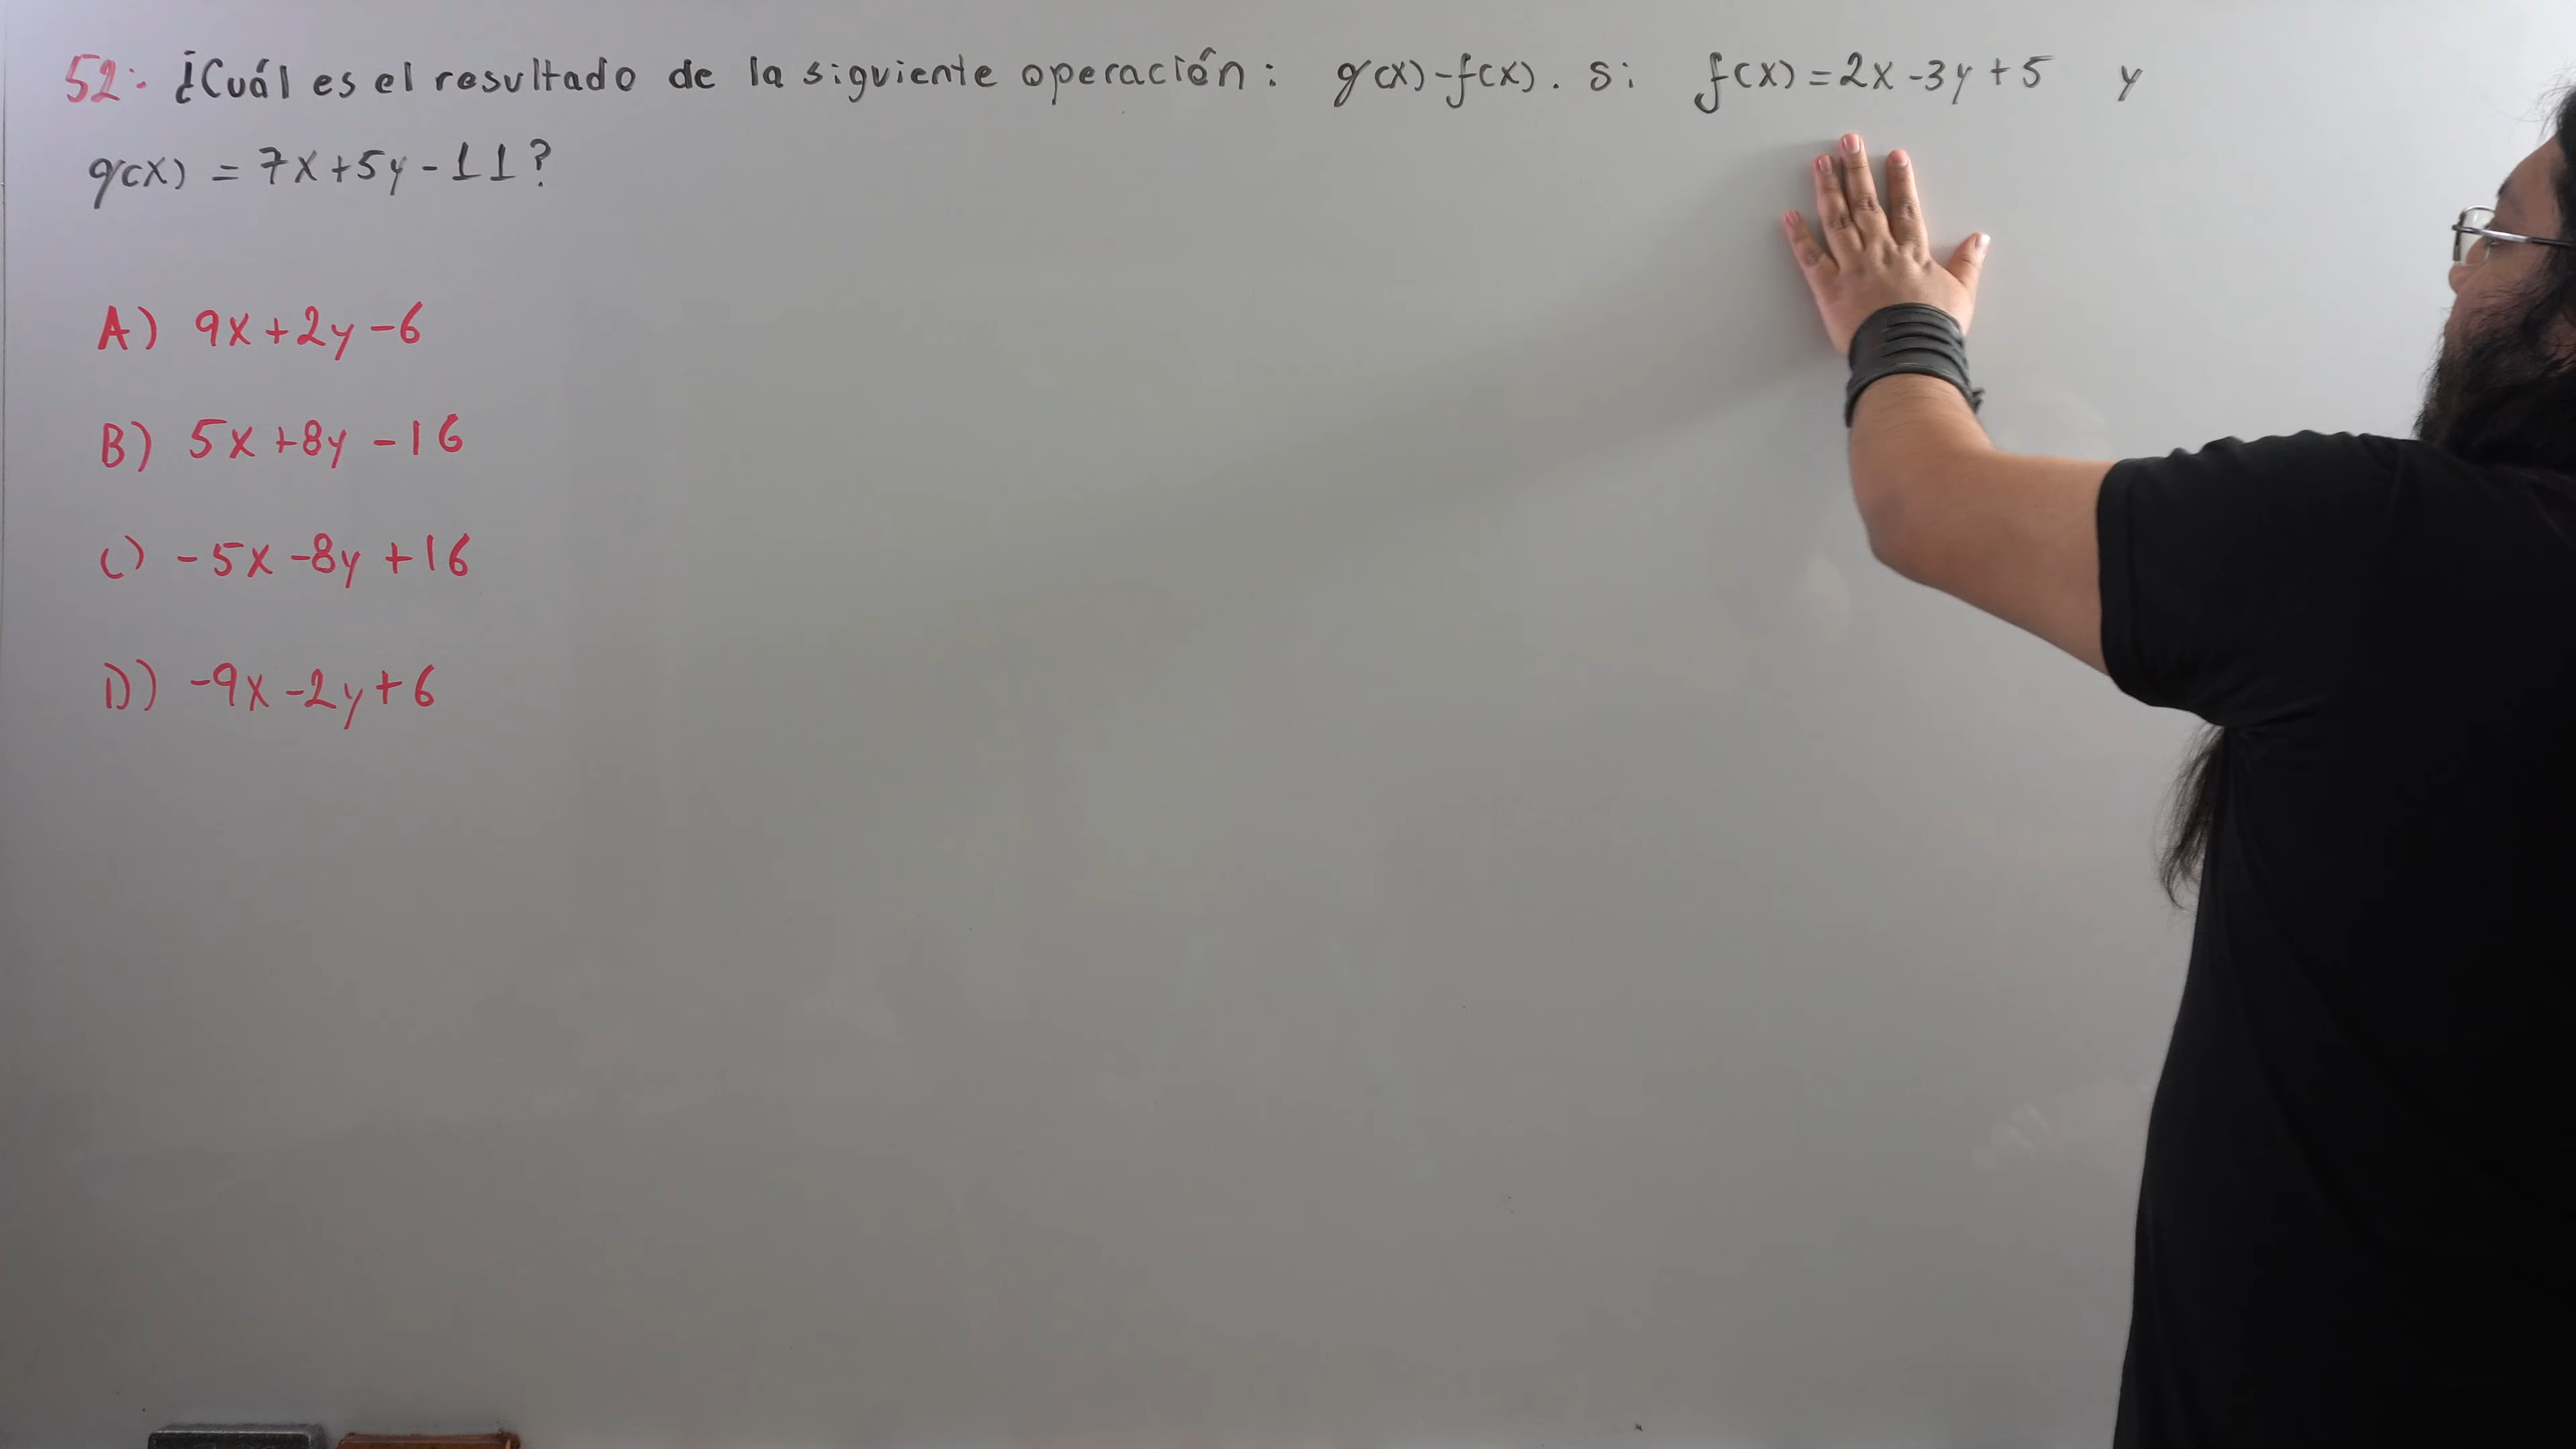 52:- ¿Cuál es el resultado de la siguiente operación: g(x)-f(x). Si f(x)=2x-3y+5 y
g(x) = 7x+5y-11?
A) 9x+2y-6
B) 5x+8y-16
C) -5x-8y+16
D) -9x-2y+6